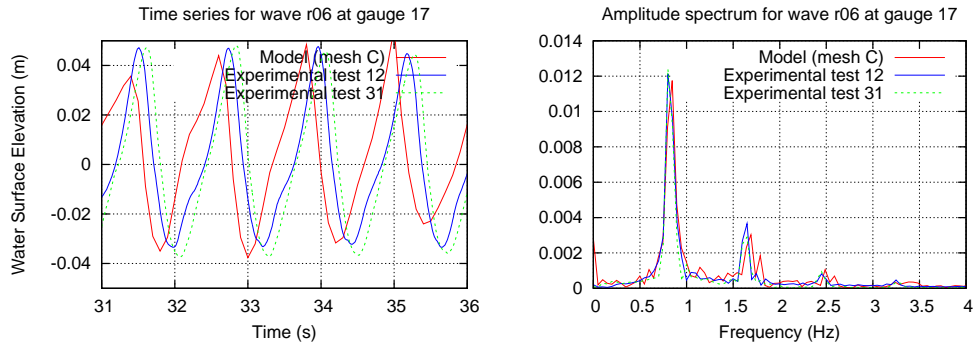 Time series for wave r06 at gauge 17
Water Surface Elevation (m)
0.04
0.02
0
-0.02
-0.04
31 32 33 34 35 36
Time (s)
Model (mesh C)
Experimental test 12
Experimental test 31
Amplitude spectrum for wave r06 at gauge 17
0.014
0.012
0.01
0.008
0.006
0.004
0.002
0
0 0.5 1 1.5 2 2.5 3 3.5 4
Frequency (Hz)
Model (mesh C)
Experimental test 12
Experimental test 31